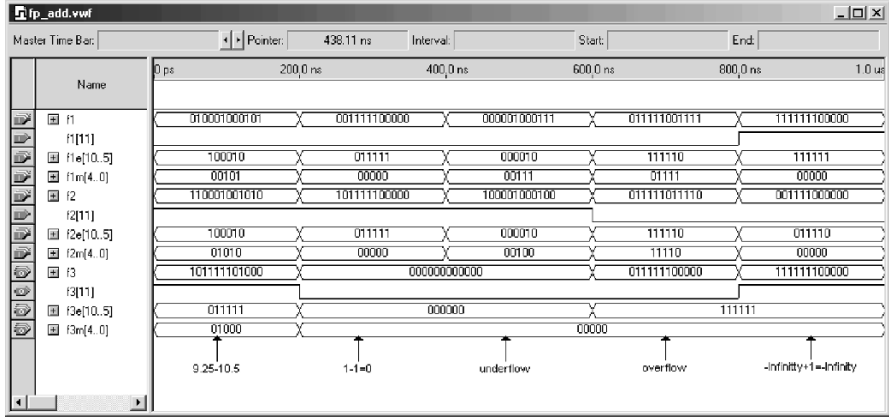 fp_add.vwf
Master Time Bar: Pointer: 438.11 ns Interval: Start: End:
Name 0 ps 200.0 ns 400.0 ns 600.0 ns 800.0 ns 1.0 us
f1 010001000101 001111100000 000001000111 011111001111 111111100000
f1[11]
f1e[10..5] 100010 011111 000010 111110 111111
f1m[4..0] 00101 00000 00111 01111 00000
f2 110001001010 101111100000 100001000100 011111011110 001111000000
f2[11]
f2e[10..5] 100010 011111 000010 111110 011110
f2m[4..0] 01010 00000 00100 11110 00000
f3 101111101000 000000000000 011111100000 111111100000
f3[11]
f3e[10..5] 011111 000000 111111
f3m[4..0] 01000 00000
9.25-10.5 1-1=0 underflow overflow -infinitty+1=-infinity